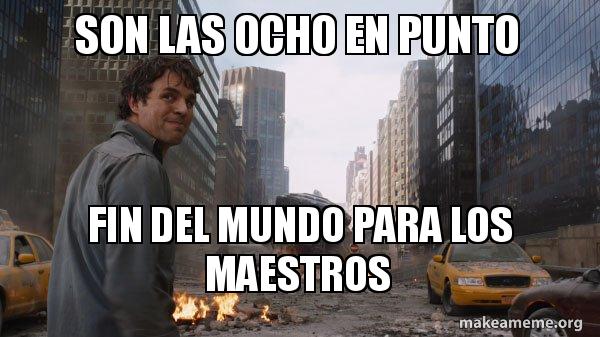 SON LAS OCHO EN PUNTO
FIN DEL MUNDO PARA LOS
MAESTROS
makeameme.org